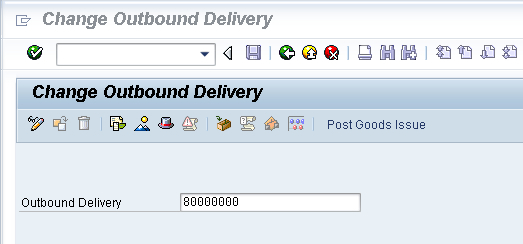 Change Outbound Delivery
Change Outbound Delivery
Post Goods Issue
Outbound Delivery 80000000